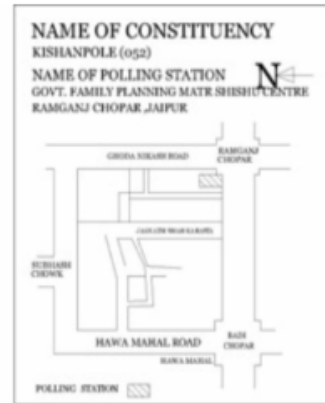 NAME OF CONSTITUENCY
KISHANPOLE (052)
NAME OF POLLING STATION
N
GOVT. FAMILY PLANNING MATR SHISHU CENTRE
RAMGANJ CHOPAR ,JAIPUR
GHODA NIKASH ROAD
RAMGANJ
CHOPAR
SUBHASH
CHOWK
HAWA MAHAL ROAD
BADI
CHOPAR
HAWA MAHAL
POLLING STATION